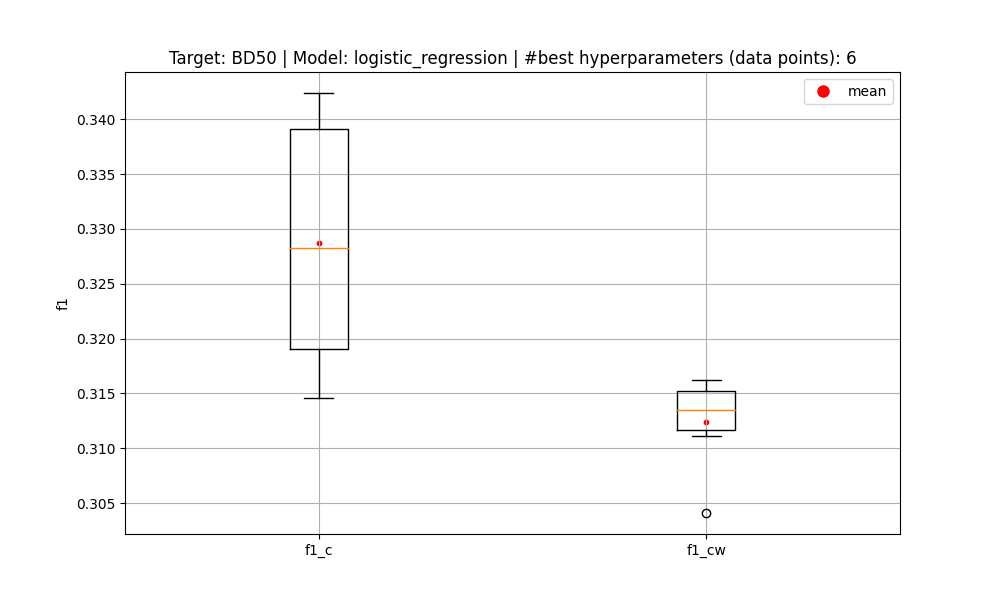 Target: BD50 | Model: logistic_regression | #best hyperparameters (data points): 6
mean
0.340
0.335
0.330
0.325
0.320
0.315
0.310
0.305
f1
f1_c
f1_cw